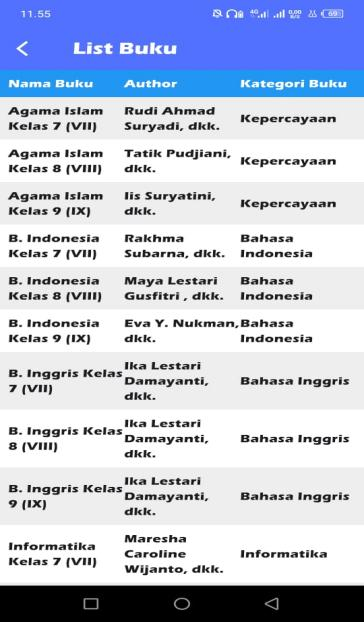 11.55
4G 0,00 B/s 69
List Buku
Nama Buku Author Kategori Buku
Agama Islam Kelas 7 (VII) Rudi Ahmad Suryadi, dkk. Kepercayaan
Agama Islam Kelas 8 (VIII) Tatik Pudjiani, dkk. Kepercayaan
Agama Islam Kelas 9 (IX) Iis Suryatini, dkk. Kepercayaan
B. Indonesia Kelas 7 (VII) Rakhma Subarna, dkk. Bahasa Indonesia
B. Indonesia Kelas 8 (VIII) Maya Lestari Gusfitri , dkk. Bahasa Indonesia
B. Indonesia Kelas 9 (IX) Eva Y. Nukman, dkk. Bahasa Indonesia
B. Inggris Kelas 7 (VII) Ika Lestari Damayanti, dkk. Bahasa Inggris
B. Inggris Kelas 8 (VIII) Ika Lestari Damayanti, dkk. Bahasa Inggris
B. Inggris Kelas 9 (IX) Ika Lestari Damayanti, dkk. Bahasa Inggris
Informatika Kelas 7 (VII) Maresha Caroline Wijanto, dkk. Informatika